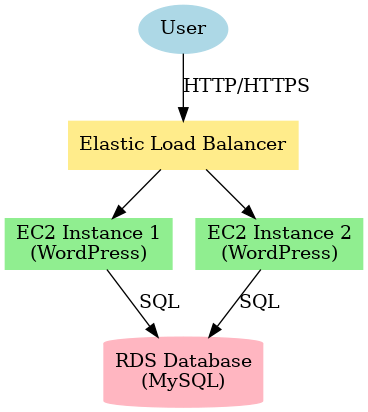 User
HTTP/HTTPS
Elastic Load Balancer
EC2 Instance 1
(WordPress)
EC2 Instance 2
(WordPress)
SQL
SQL
RDS Database
(MySQL)